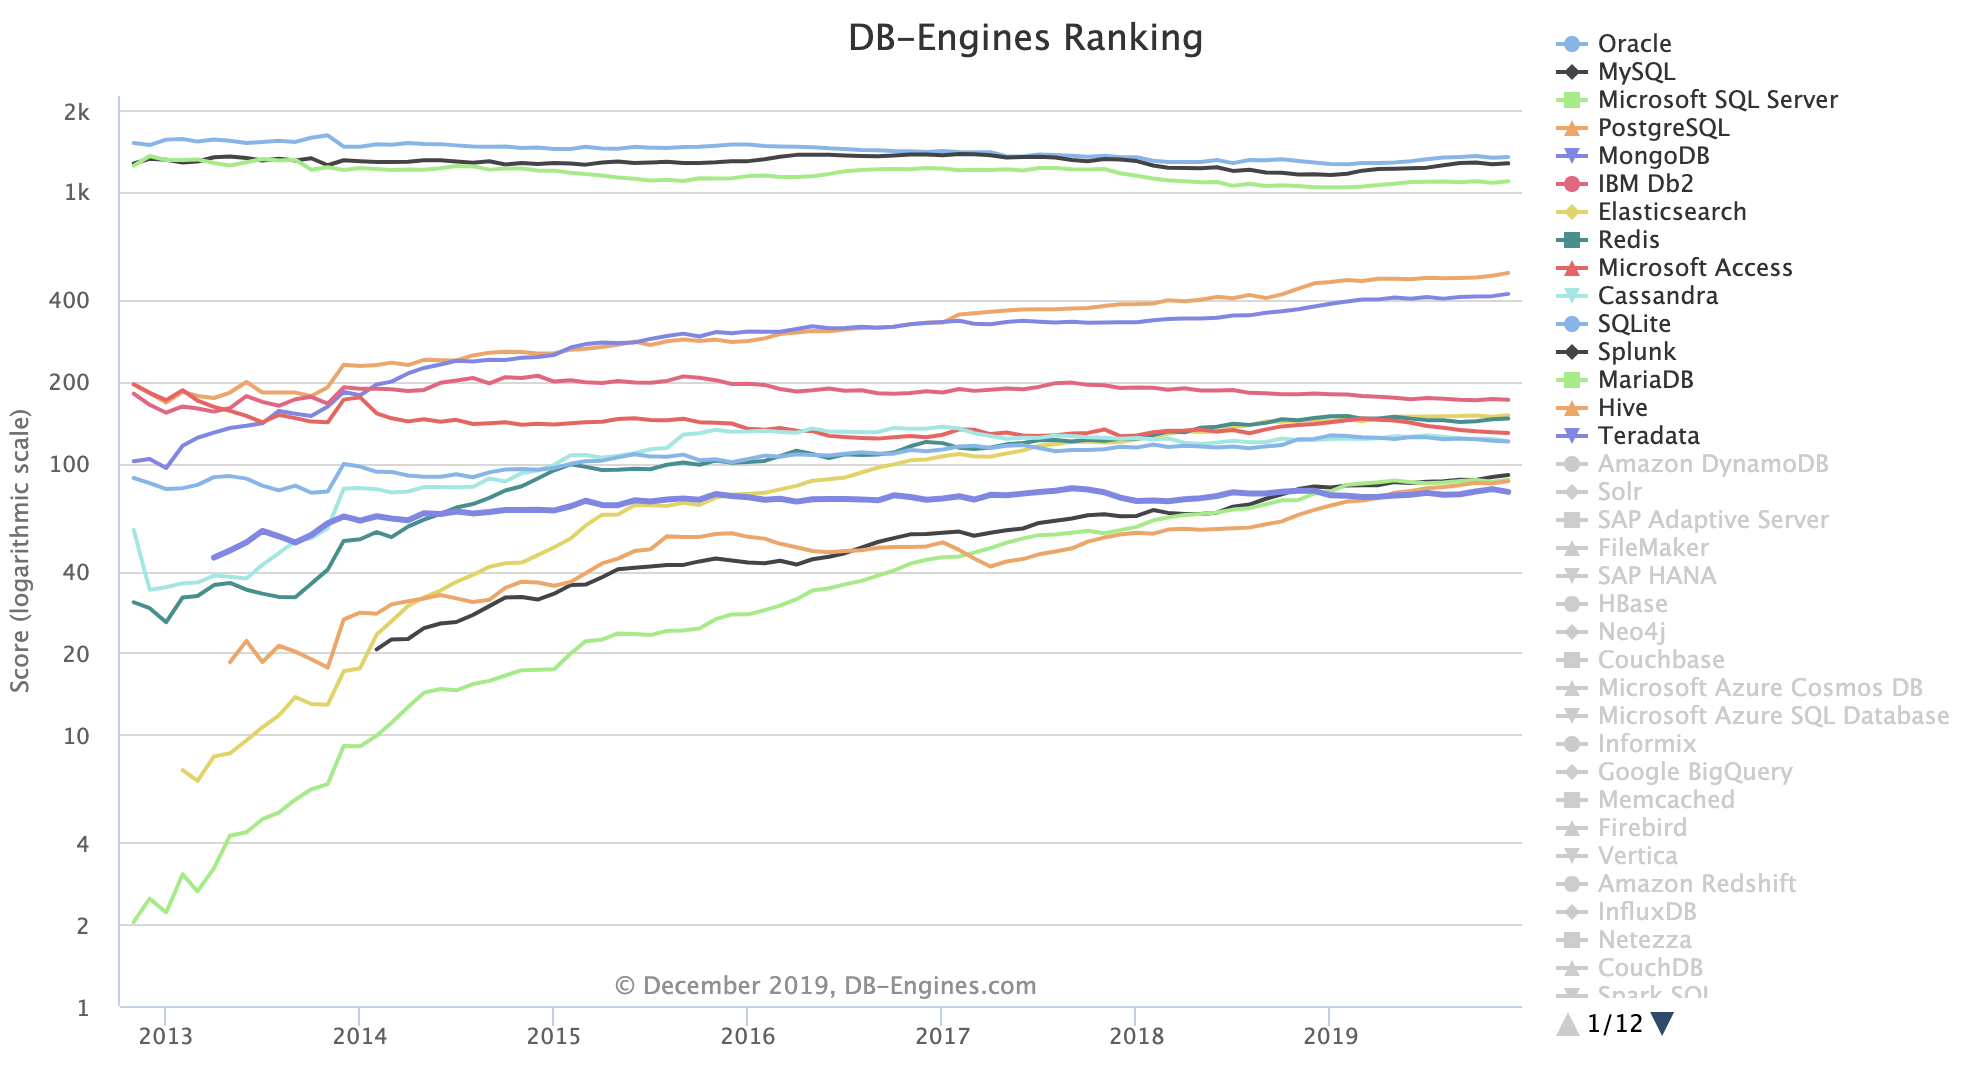 DB-Engines Ranking
Score (logarithmic scale)
2k
1k
400
200
100
40
20
10
4
2
1
2013
2014
2015
2016
2017
2018
2019
© December 2019, DB-Engines.com
Oracle
MySQL
Microsoft SQL Server
PostgreSQL
MongoDB
IBM Db2
Elasticsearch
Redis
Microsoft Access
Cassandra
SQLite
Splunk
MariaDB
Hive
Teradata
Amazon DynamoDB
Solr
SAP Adaptive Server
FileMaker
SAP HANA
HBase
Neo4j
Couchbase
Microsoft Azure Cosmos DB
Microsoft Azure SQL Database
Informix
Google BigQuery
Memcached
Firebird
Vertica
Amazon Redshift
InfluxDB
Netezza
CouchDB
Spark SQL
1/12